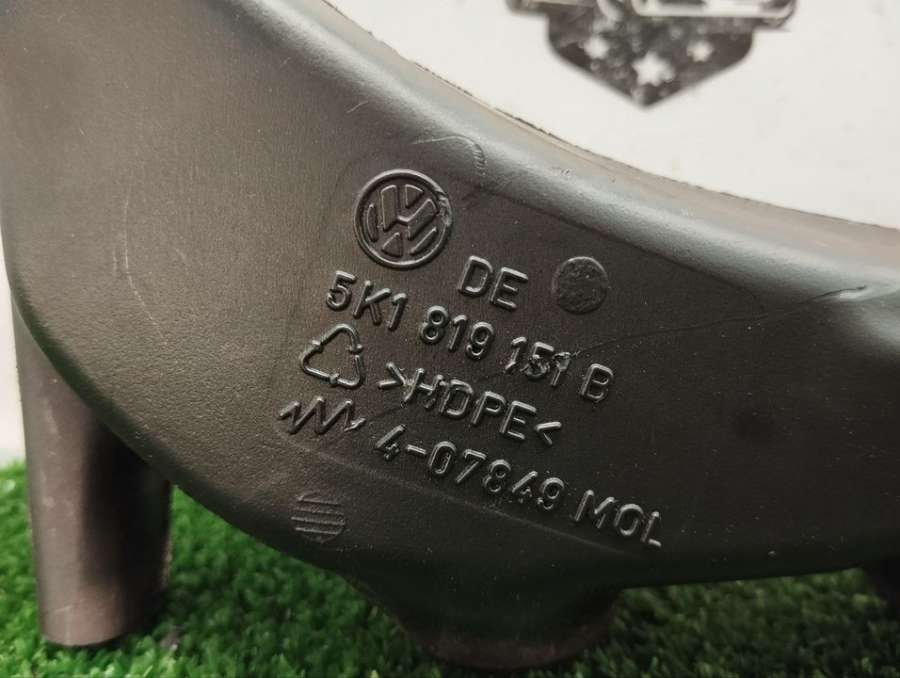 DE
5K1 819 151 B
>HDPE<
4-07849 MOL